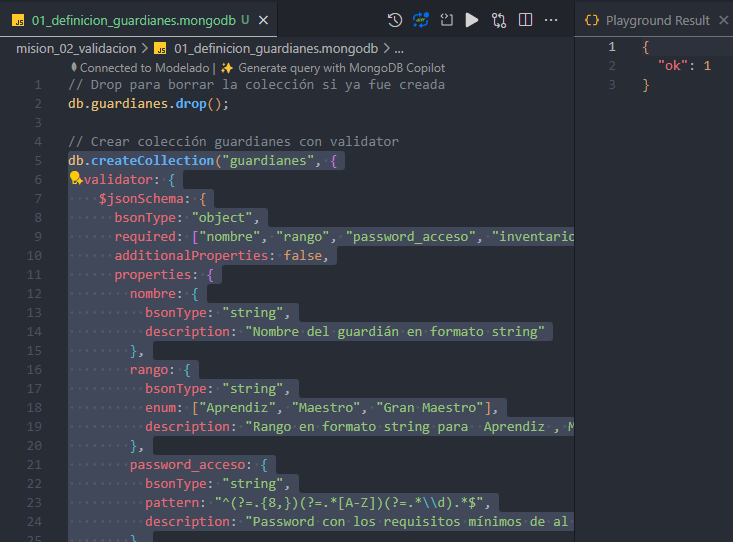 JS 01_definicion_guardianes.mongodb U ×
{} Playground Result ×
mision_02_validacion > JS 01_definicion_guardianes.mongodb > ...
Connected to Modelado | ✨ Generate query with MongoDB Copilot
1 // Drop para borrar la colección si ya fue creada
2 db.guardianes.drop();
3
4 // Crear colección guardianes con validator
5 db.createCollection("guardianes", {
6 validator: {
7 $jsonSchema: {
8 bsonType: "object",
9 required: ["nombre", "rango", "password_acceso", "inventario
10 additionalProperties: false,
11 properties: {
12 nombre: {
13 bsonType: "string",
14 description: "Nombre del guardián en formato string"
15 },
16 rango: {
17 bsonType: "string",
18 enum: ["Aprendiz", "Maestro", "Gran Maestro"],
19 description: "Rango en formato string para  Aprendiz , M
20 },
21 password_acceso: {
22 bsonType: "string",
23 pattern: "^(?=.{8,})(?=.*[A-Z])(?=.*\\d).*$",
24 description: "Password con los requisitos mínimos de al
25 }
1 {
2 "ok": 1
3 }